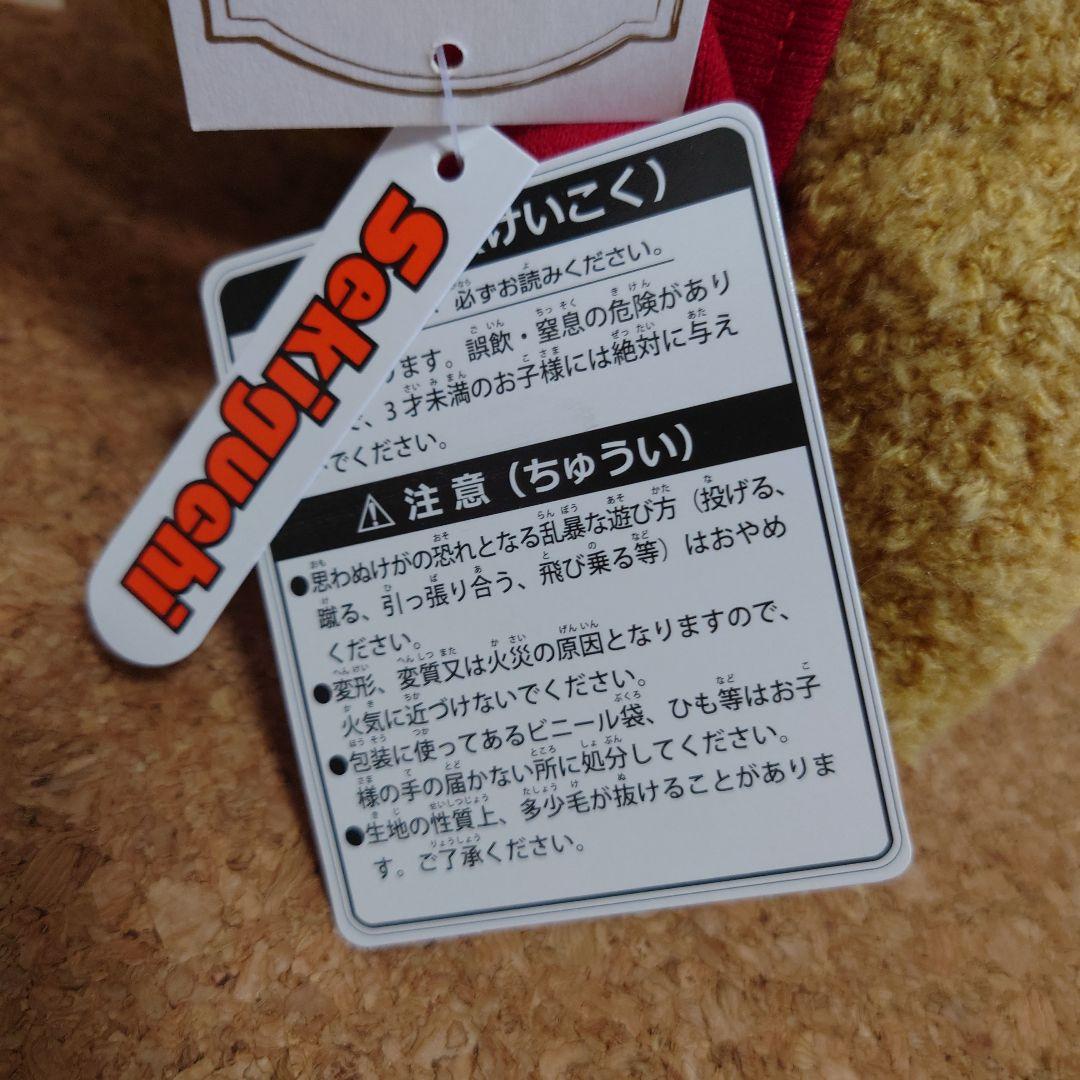 Sekiguchi
けいこく）
、必ずお読みください。
ります。誤飲・窒息の危険があり
で、3才未満のお子様には絶対に与え
いでください。
⚠注意（ちゅうい）
●思わぬけがの恐れとなる乱暴な遊び方（投げる、
蹴る、引っ張り合う、飛び乗る等）はおやめ
ください。
●変形、変質又は火災の原因となりますので、
火気に近づけないでください。
●包装に使ってあるビニール袋、ひも等はお子
様の手の届かない所に処分してください。
●生地の性質上、多少毛が抜けることがありま
す。ご了承ください。